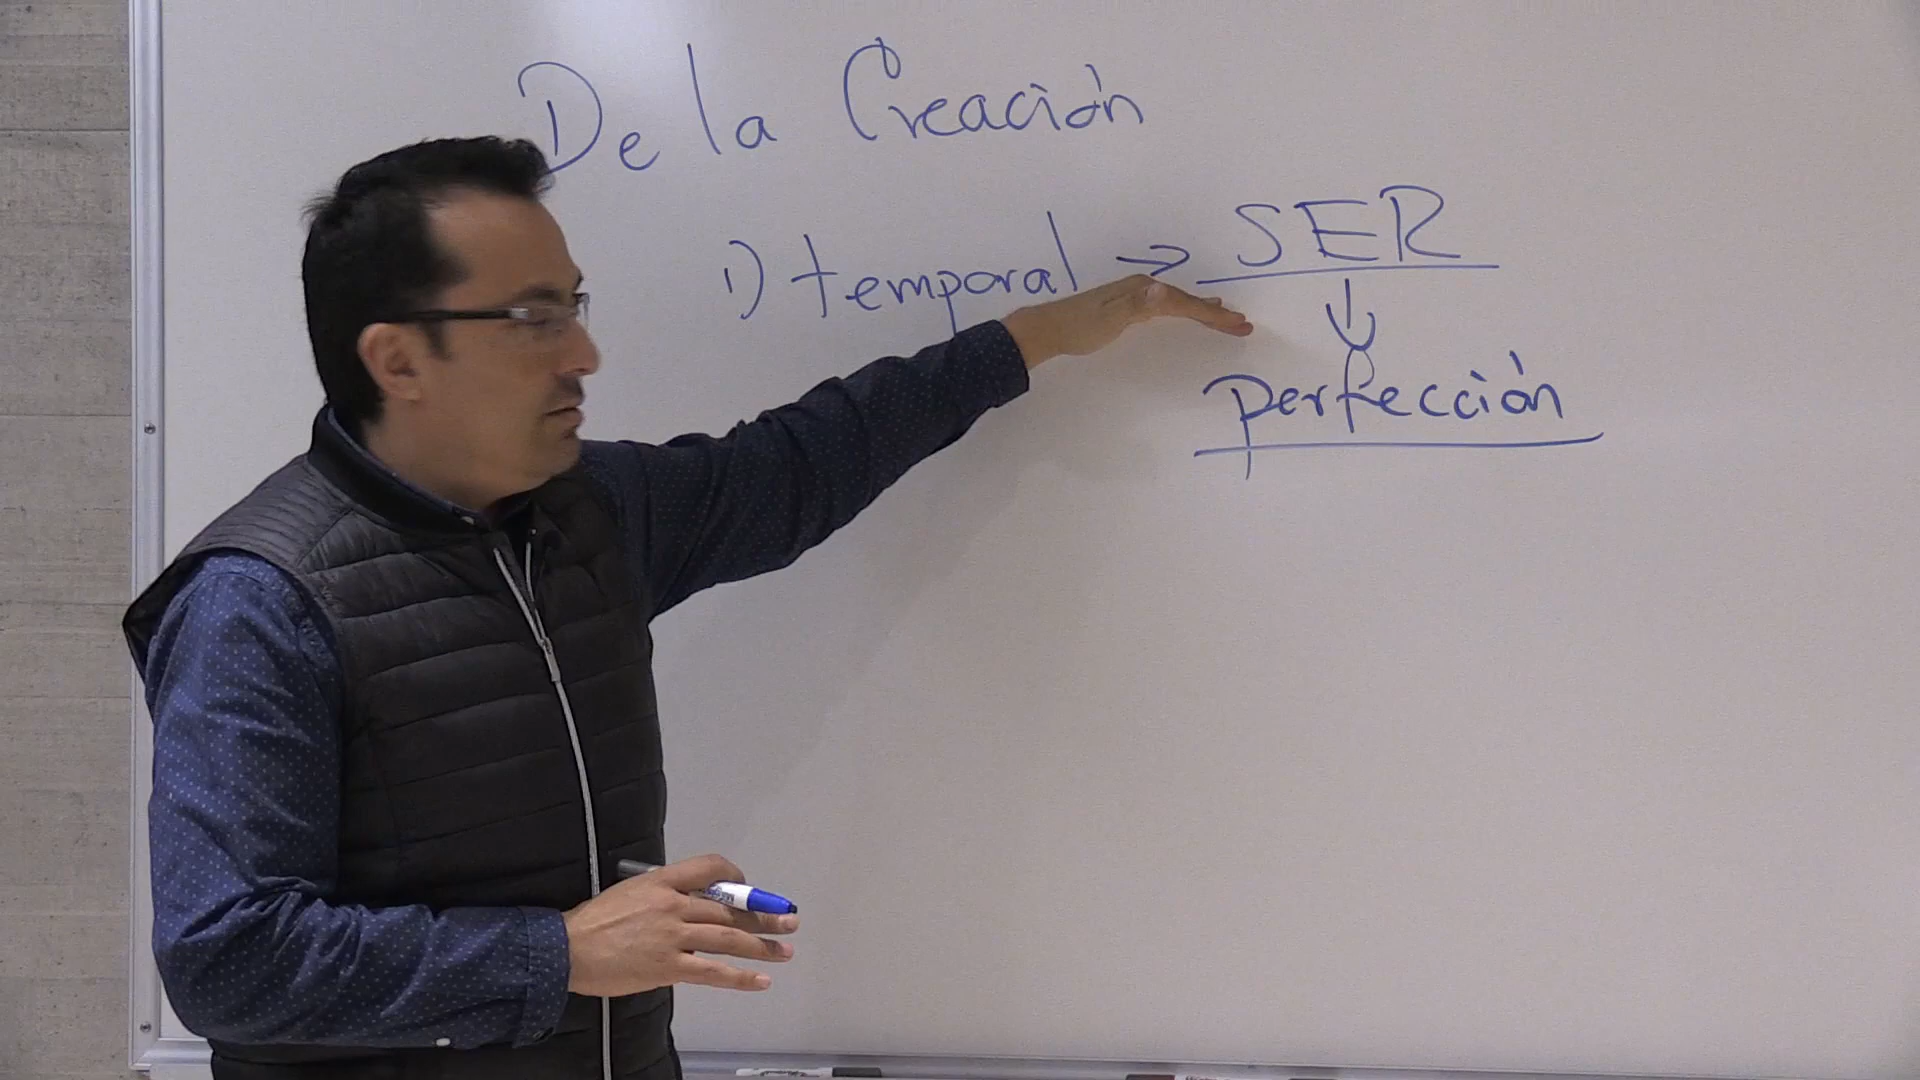 De la Creación
1) temporal → SER
↓
perfección